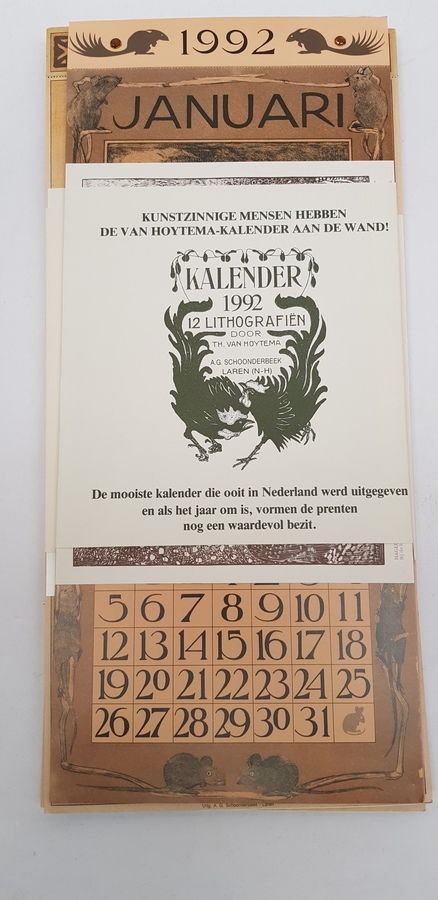 1992
JANUARI
KUNSTZINNIGE MENSEN HEBBEN
DE VAN HOYTEMA-KALENDER AAN DE WAND!
KALENDER
1992
12 LITHOGRAFIËN
DOOR
TH. VAN HOYTEMA
A.G. SCHOONDERBEEK
LAREN (N-H)
De mooiste kalender die ooit in Nederland werd uitgegeven
en als het jaar om is, vormen de prenten
nog een waardevol bezit.
5 6 7 8 9 10 11
12 13 14 15 16 17 18
19 20 21 22 23 24 25
26 27 28 29 30 31
Uitg. A. G. Schoonderbeek - Laren